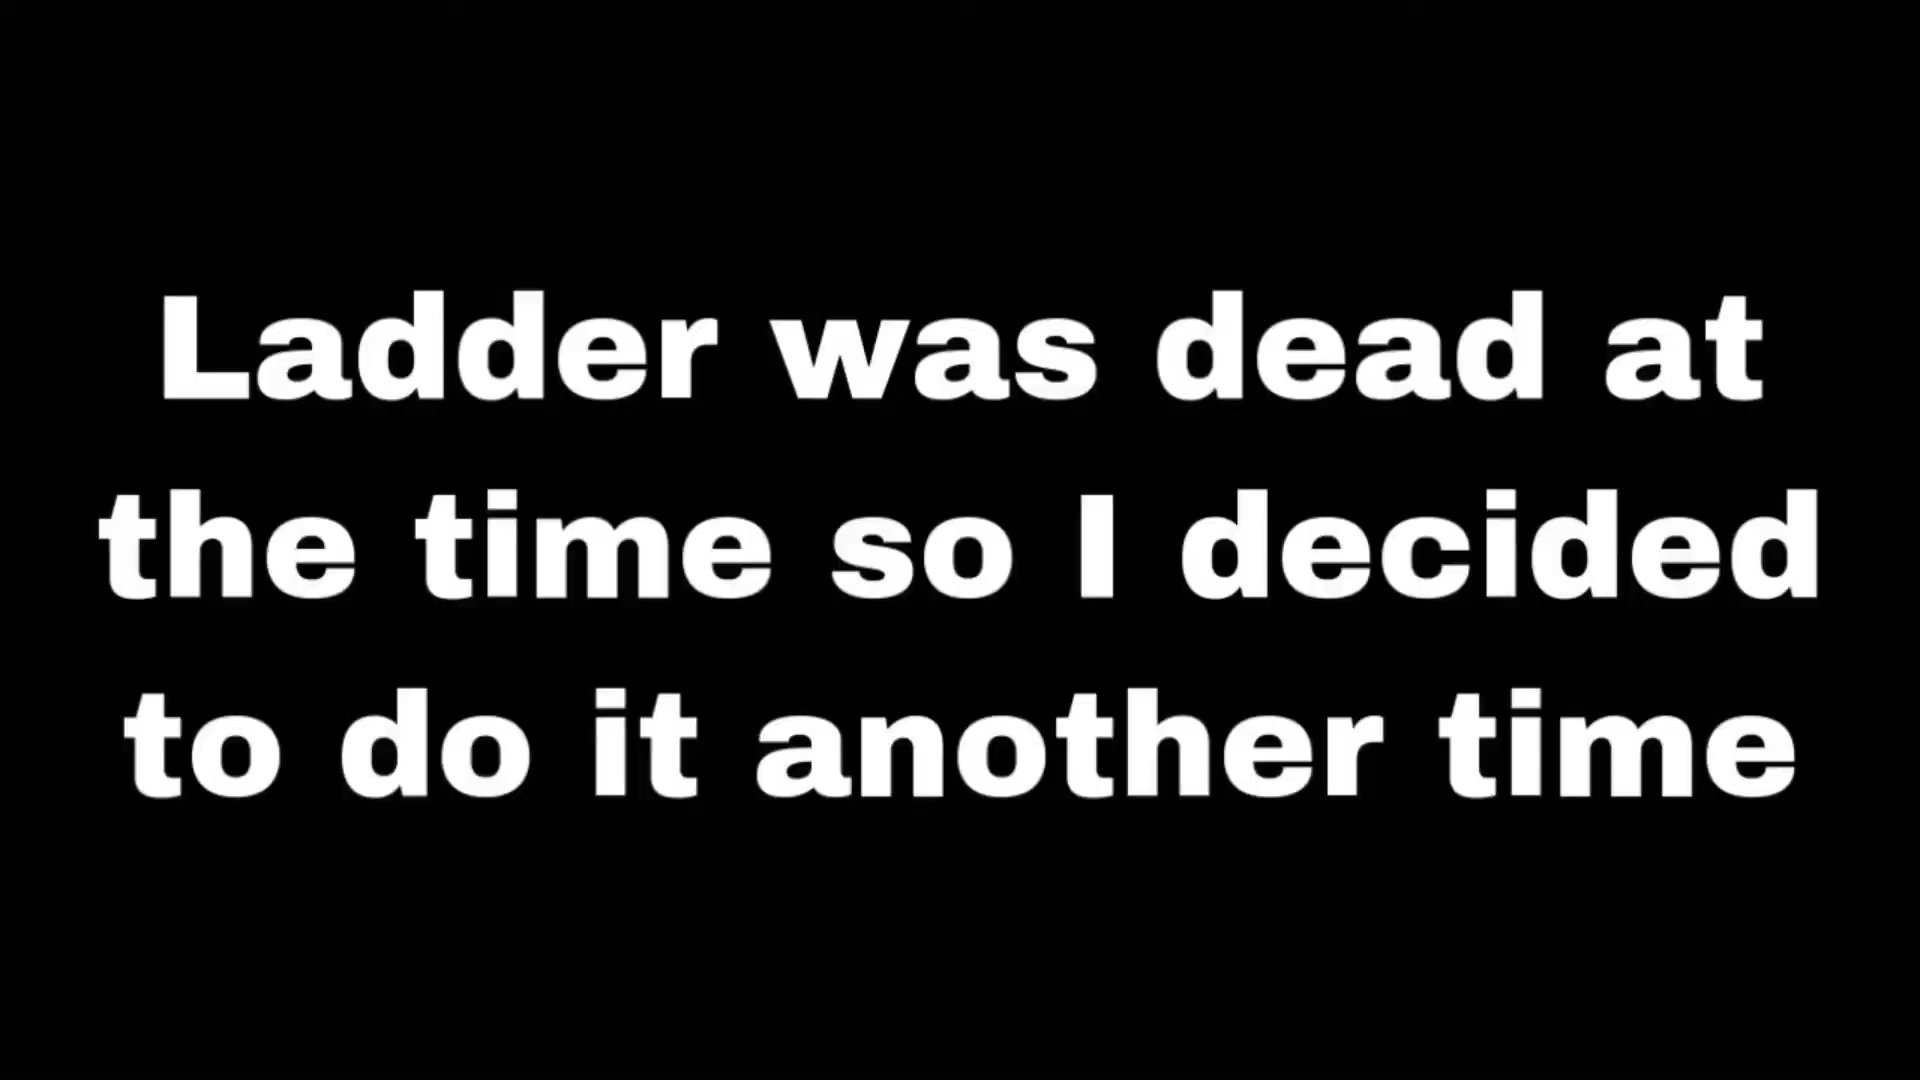 Ladder was dead at
the time so I decided
to do it another time